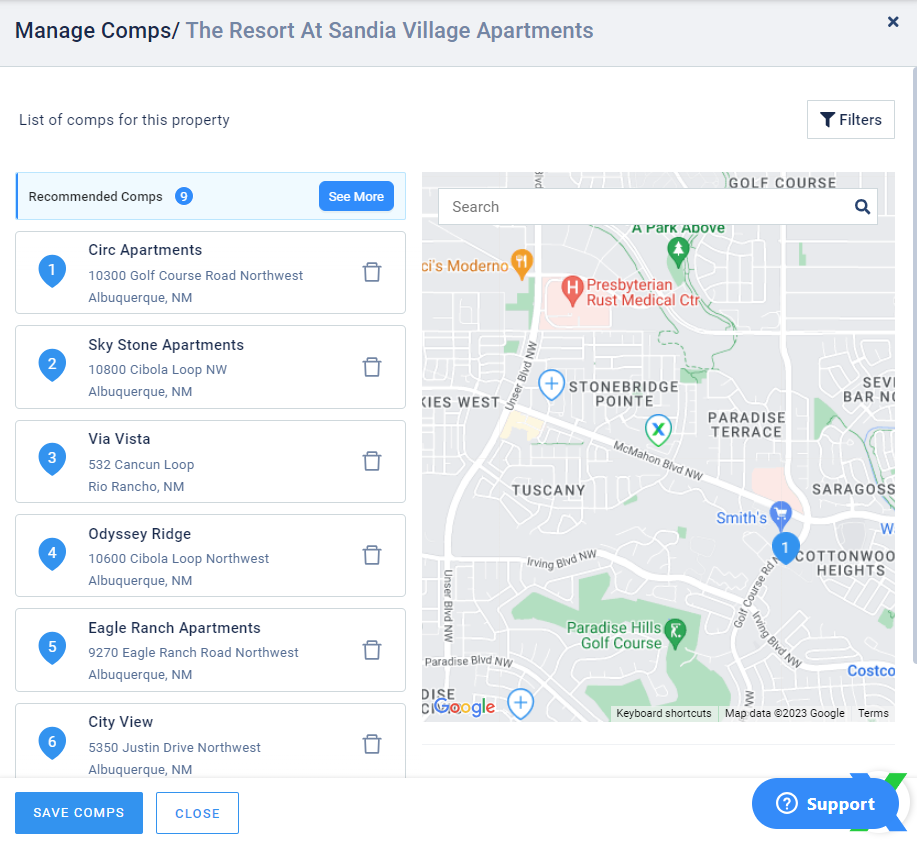 Manage Comps/ The Resort At Sandia Village Apartments
List of comps for this property
Filters
Recommended Comps 9
See More
1
Circ Apartments
10300 Golf Course Road Northwest
Albuquerque, NM
2
Sky Stone Apartments
10800 Cibola Loop NW
Albuquerque, NM
3
Via Vista
532 Cancun Loop
Rio Rancho, NM
4
Odyssey Ridge
10600 Cibola Loop Northwest
Albuquerque, NM
5
Eagle Ranch Apartments
9270 Eagle Ranch Road Northwest
Albuquerque, NM
6
City View
5350 Justin Drive Northwest
Albuquerque, NM
GOLF COURSE
Search
A Park Above
ci's Moderno
H
Presbyterian
Rust Medical Ctr
Unser Blvd NW
STONEBRIDGE
POINTE
KIES WEST
SEV
BAR NO
PARADISE
TERRACE
X
McMahon Blvd NW
TUSCANY
SARAGOSS
Smith's
W
1
COTTONWOO
HEIGHTS
Irving Blvd NW
Golf Course Rd N
Unser Blvd NW
Irving Blvd NW
Paradise Hills
Golf Course
Paradise Blvd NW
Costco
DISE
Google
NW
Keyboard shortcuts
Map data ©2023 Google
Terms
SAVE COMPS
CLOSE
? Support